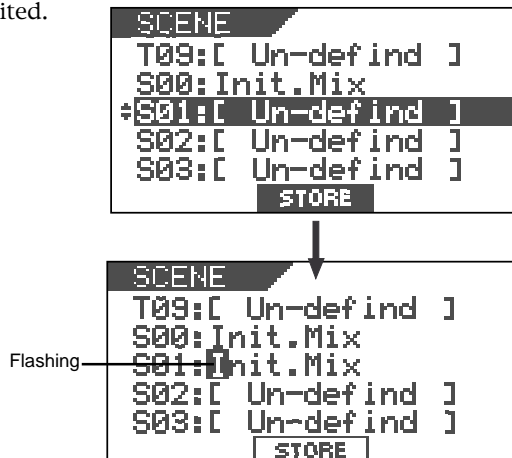 ited.
SCENE
T09:[ Un-defind ]
S00:Init.Mix
S01:[ Un-defind ]
S02:[ Un-defind ]
S03:[ Un-defind ]
STORE
SCENE
T09:[ Un-defind ]
S00:Init.Mix
Flashing
S01:Init.Mix
S02:[ Un-defind ]
S03:[ Un-defind ]
STORE